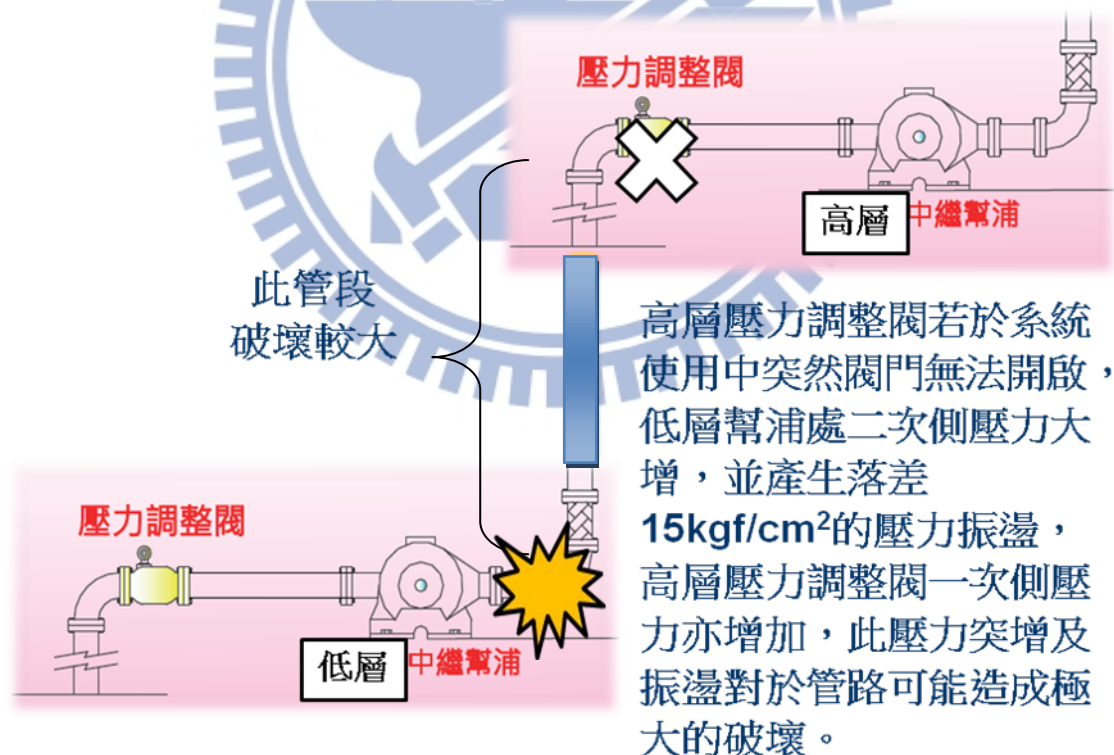 壓力調整閥
高層
中繼幫浦
此管段
破壞較大
高層壓力調整閥若於系統
使用中突然閥門無法開啟，
低層幫浦處二次側壓力大
增，並產生落差
15kgf/cm²的壓力振盪，
高層壓力調整閥一次側壓
力亦增加，此壓力突增及
振盪對於管路可能造成極
大的破壞。
壓力調整閥
低層
中繼幫浦